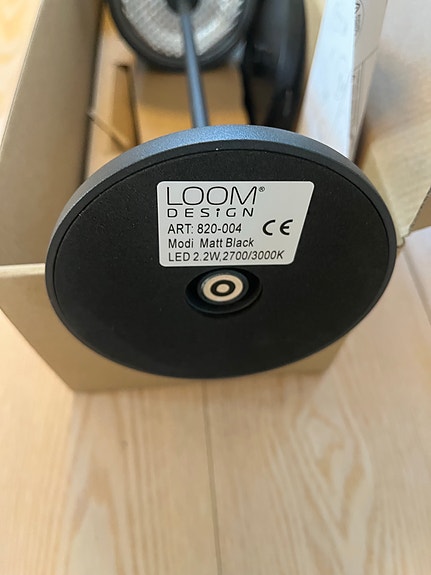 LOOM®
DESIGN
ART: 820-004 CE
Modi Matt Black
LED 2.2W,2700/3000K